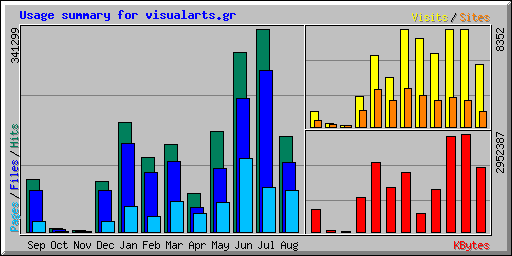 Usage summary for visualarts.gr
Visits / Sites
341299
8352
Pages / Files / Hits
2952387
Sep Oct Nov Dec Jan Feb Mar Apr May Jun Jul Aug
KBytes